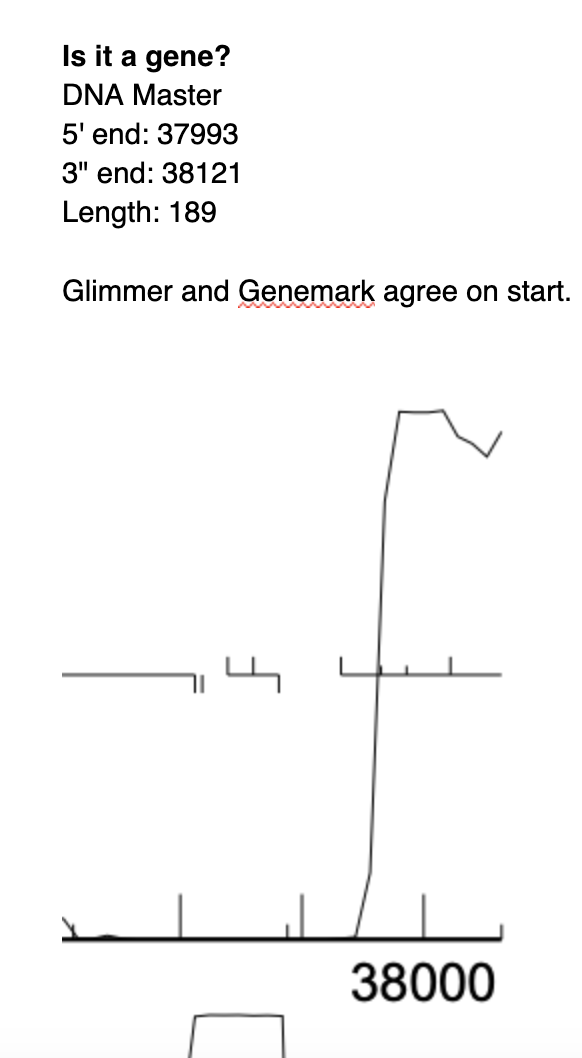 Is it a gene?
DNA Master
5' end: 37993
3" end: 38121
Length: 189
Glimmer and Genemark agree on start.
38000